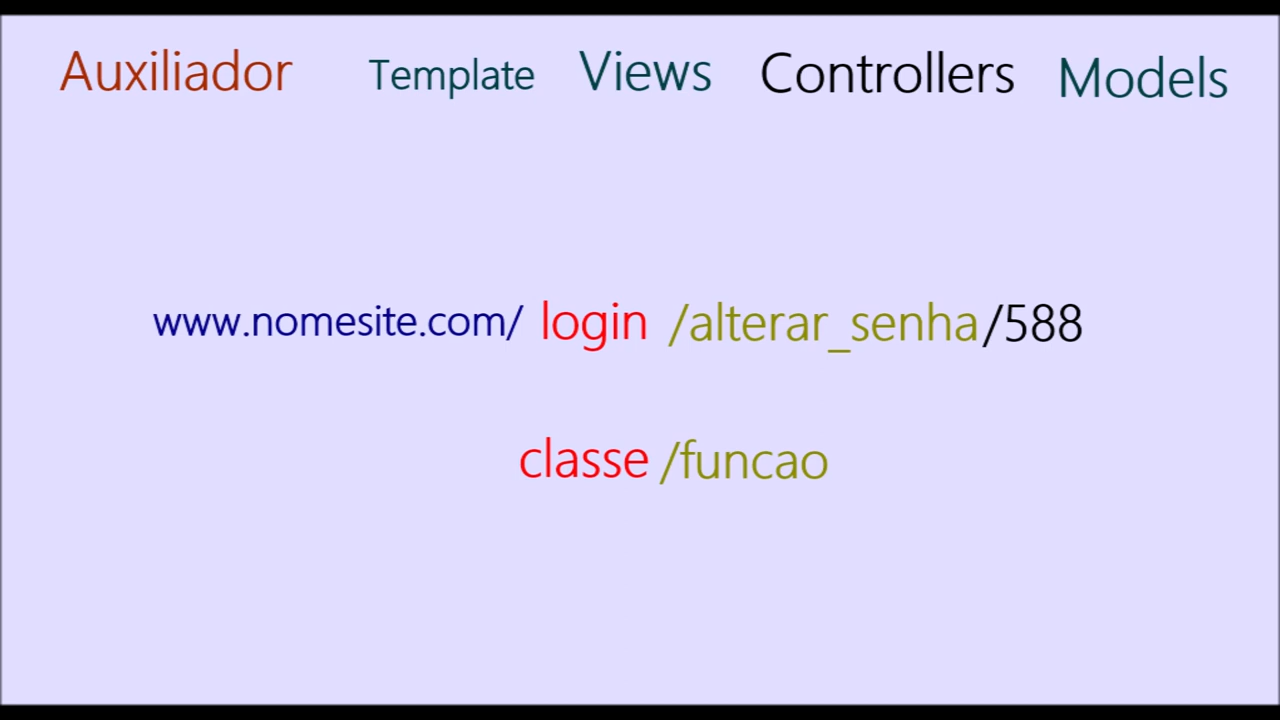 Auxiliador Template Views Controllers Models
www.nomesite.com/ login /alterar_senha/588
classe /funcao